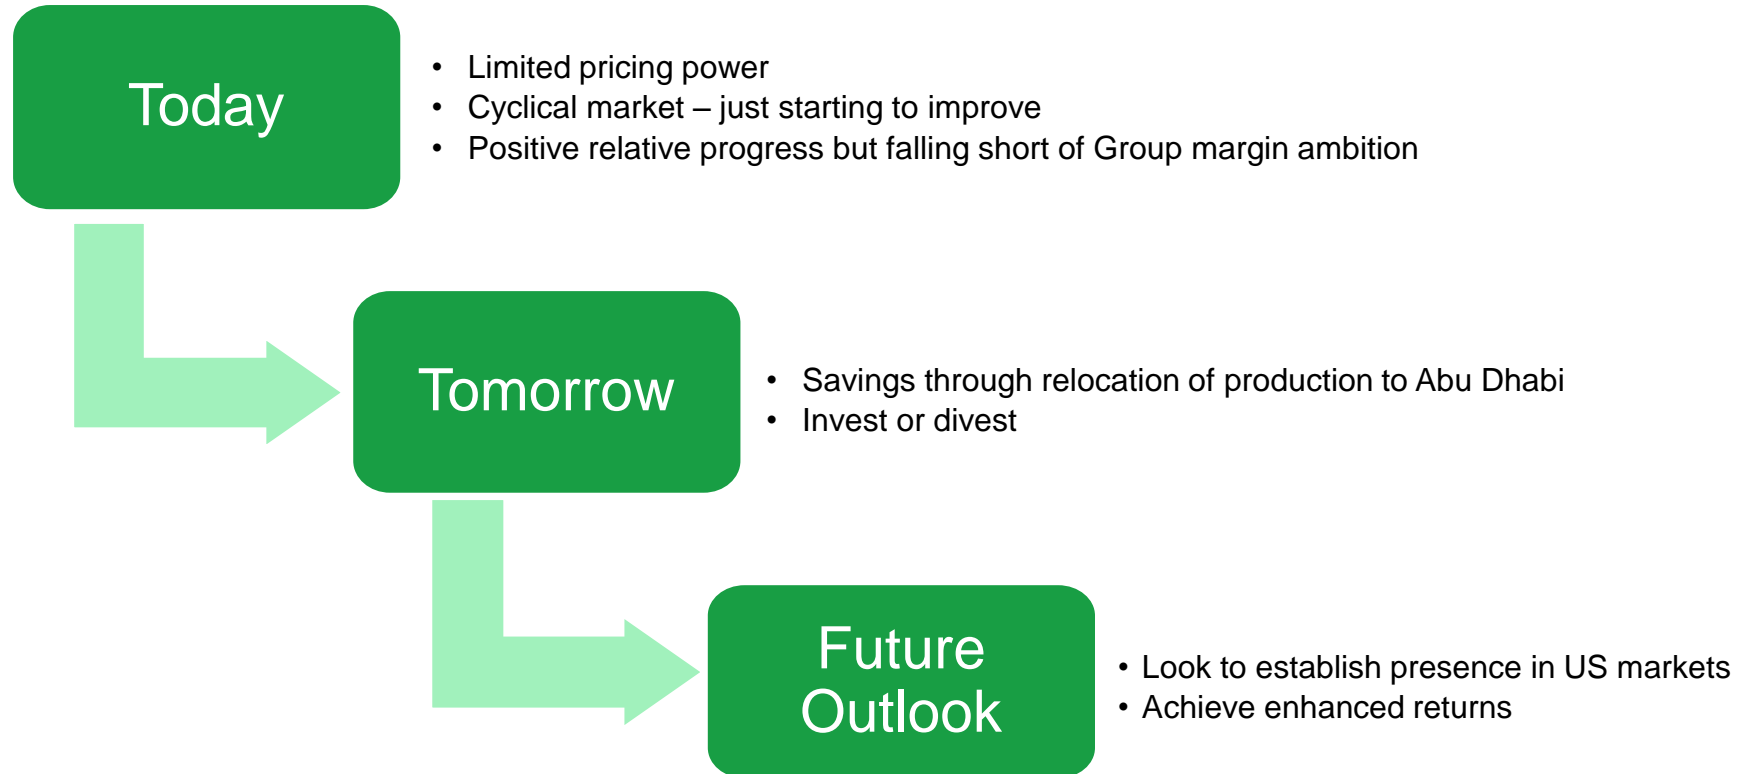 Today
• Limited pricing power
• Cyclical market – just starting to improve
• Positive relative progress but falling short of Group margin ambition
Tomorrow
• Savings through relocation of production to Abu Dhabi
• Invest or divest
Future
Outlook
• Look to establish presence in US markets
• Achieve enhanced returns